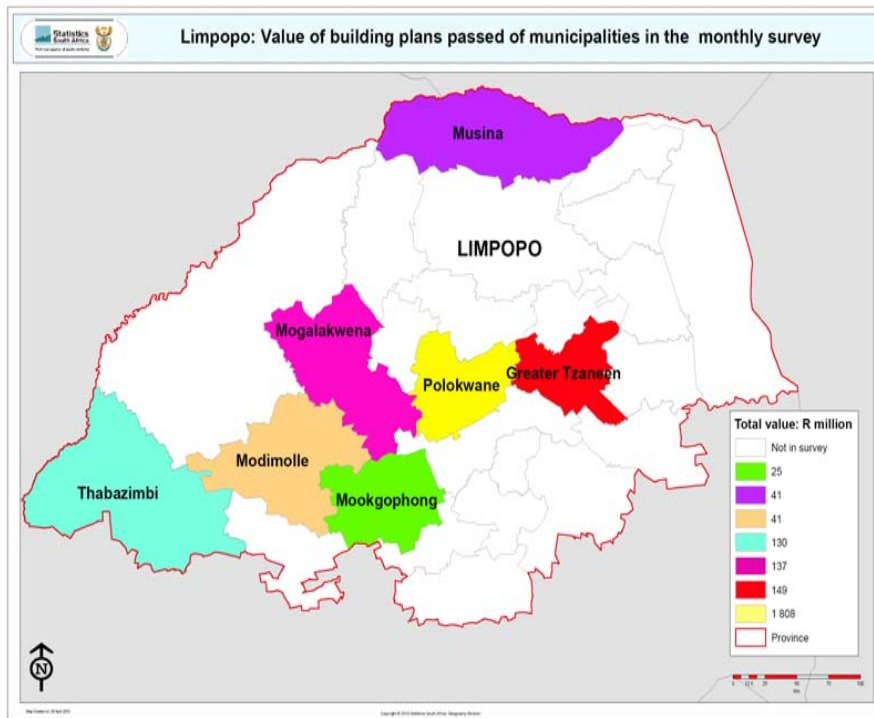 Statistics
South Africa
Limpopo: Value of building plans passed of municipalities in the monthly survey
Musina
LIMPOPO
Mogalakwena
Polokwane
Greater Tzaneen
Modimolle
Mookgophong
Thabazimbi
Total value: R million
Not in survey
25
41
41
130
137
149
1 808
Province
N